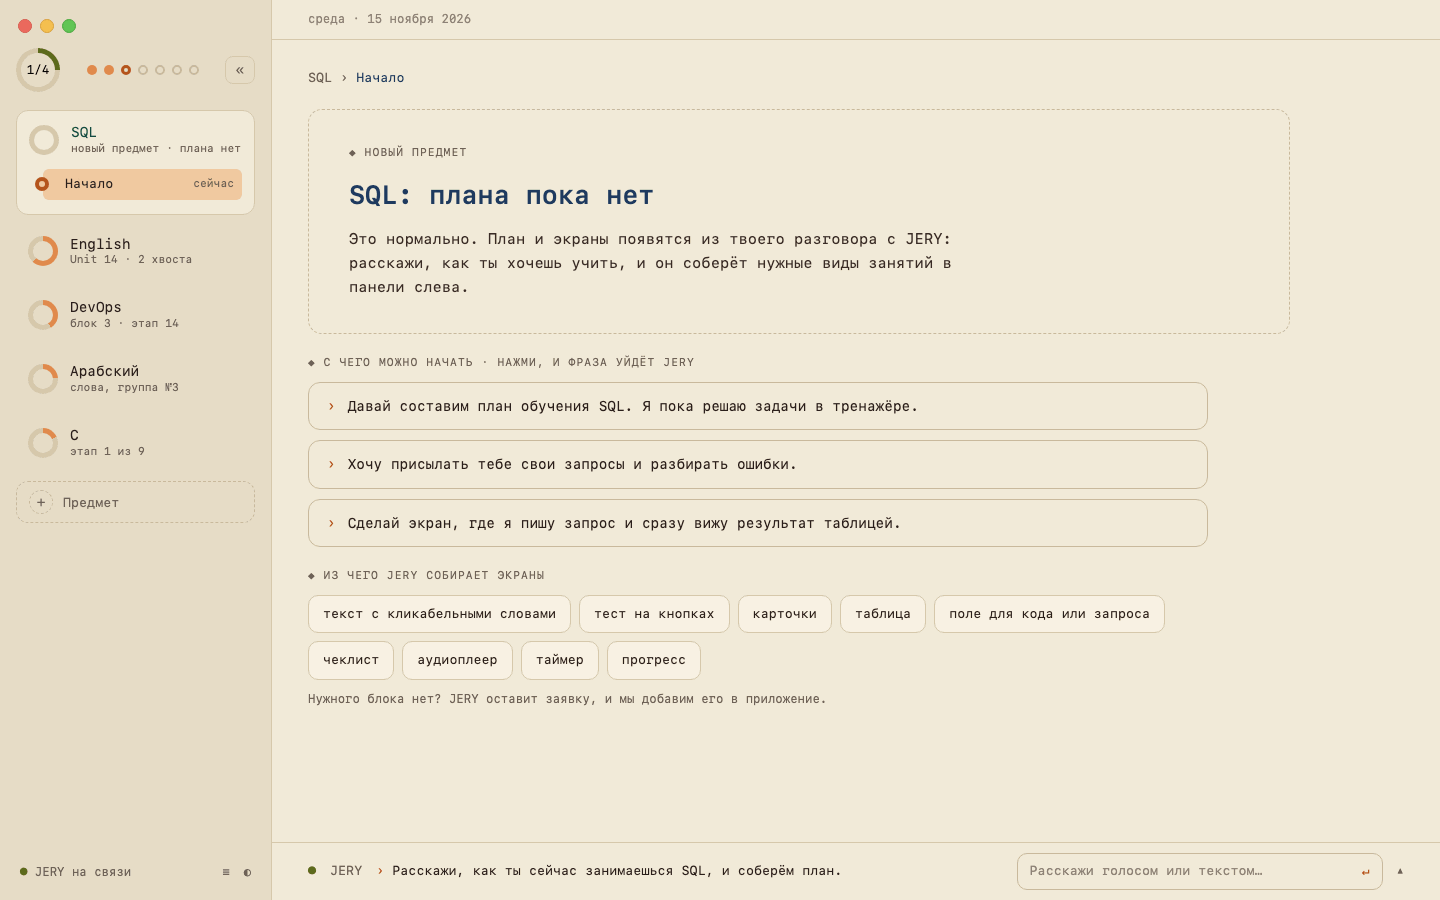 среда · 15 ноября 2026
1/4
«
SQL
новый предмет · плана нет
Начало
сейчас
English
Unit 14 · 2 хвоста
DevOps
блок 3 · этап 14
Арабский
слова, группа №3
C
этап 1 из 9
+ Предмет
JERY на связи
SQL › Начало
◆ НОВЫЙ ПРЕДМЕТ
SQL: плана пока нет
Это нормально. План и экраны появятся из твоего разговора с JERY:
расскажи, как ты хочешь учить, и он соберёт нужные виды занятий в
панели слева.
◆ С ЧЕГО МОЖНО НАЧАТЬ · НАЖМИ, И ФРАЗА УЙДЁТ JERY
› Давай составим план обучения SQL. Я пока решаю задачи в тренажёре.
› Хочу присылать тебе свои запросы и разбирать ошибки.
› Сделай экран, где я пишу запрос и сразу вижу результат таблицей.
◆ ИЗ ЧЕГО JERY СОБИРАЕТ ЭКРАНЫ
текст с кликабельными словами
тест на кнопках
карточки
таблица
поле для кода или запроса
чеклист
аудиоплеер
таймер
прогресс
Нужного блока нет? JERY оставит заявку, и мы добавим его в приложение.
JERY › Расскажи, как ты сейчас занимаешься SQL, и соберём план.
Расскажи голосом или текстом… ↵